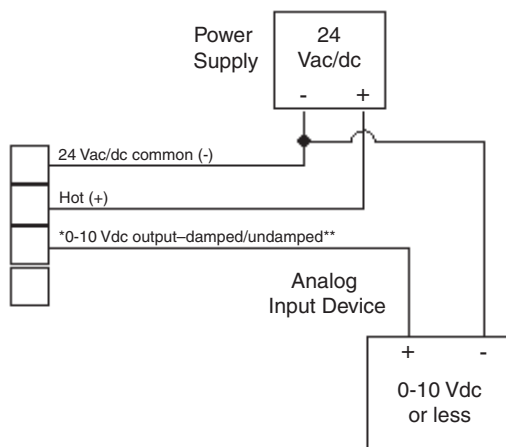 Power
Supply
24
Vac/dc
- +
24 Vac/dc common (-)
Hot (+)
*0-10 Vdc output–damped/undamped**
Analog
Input Device
+ -
0-10 Vdc
or less